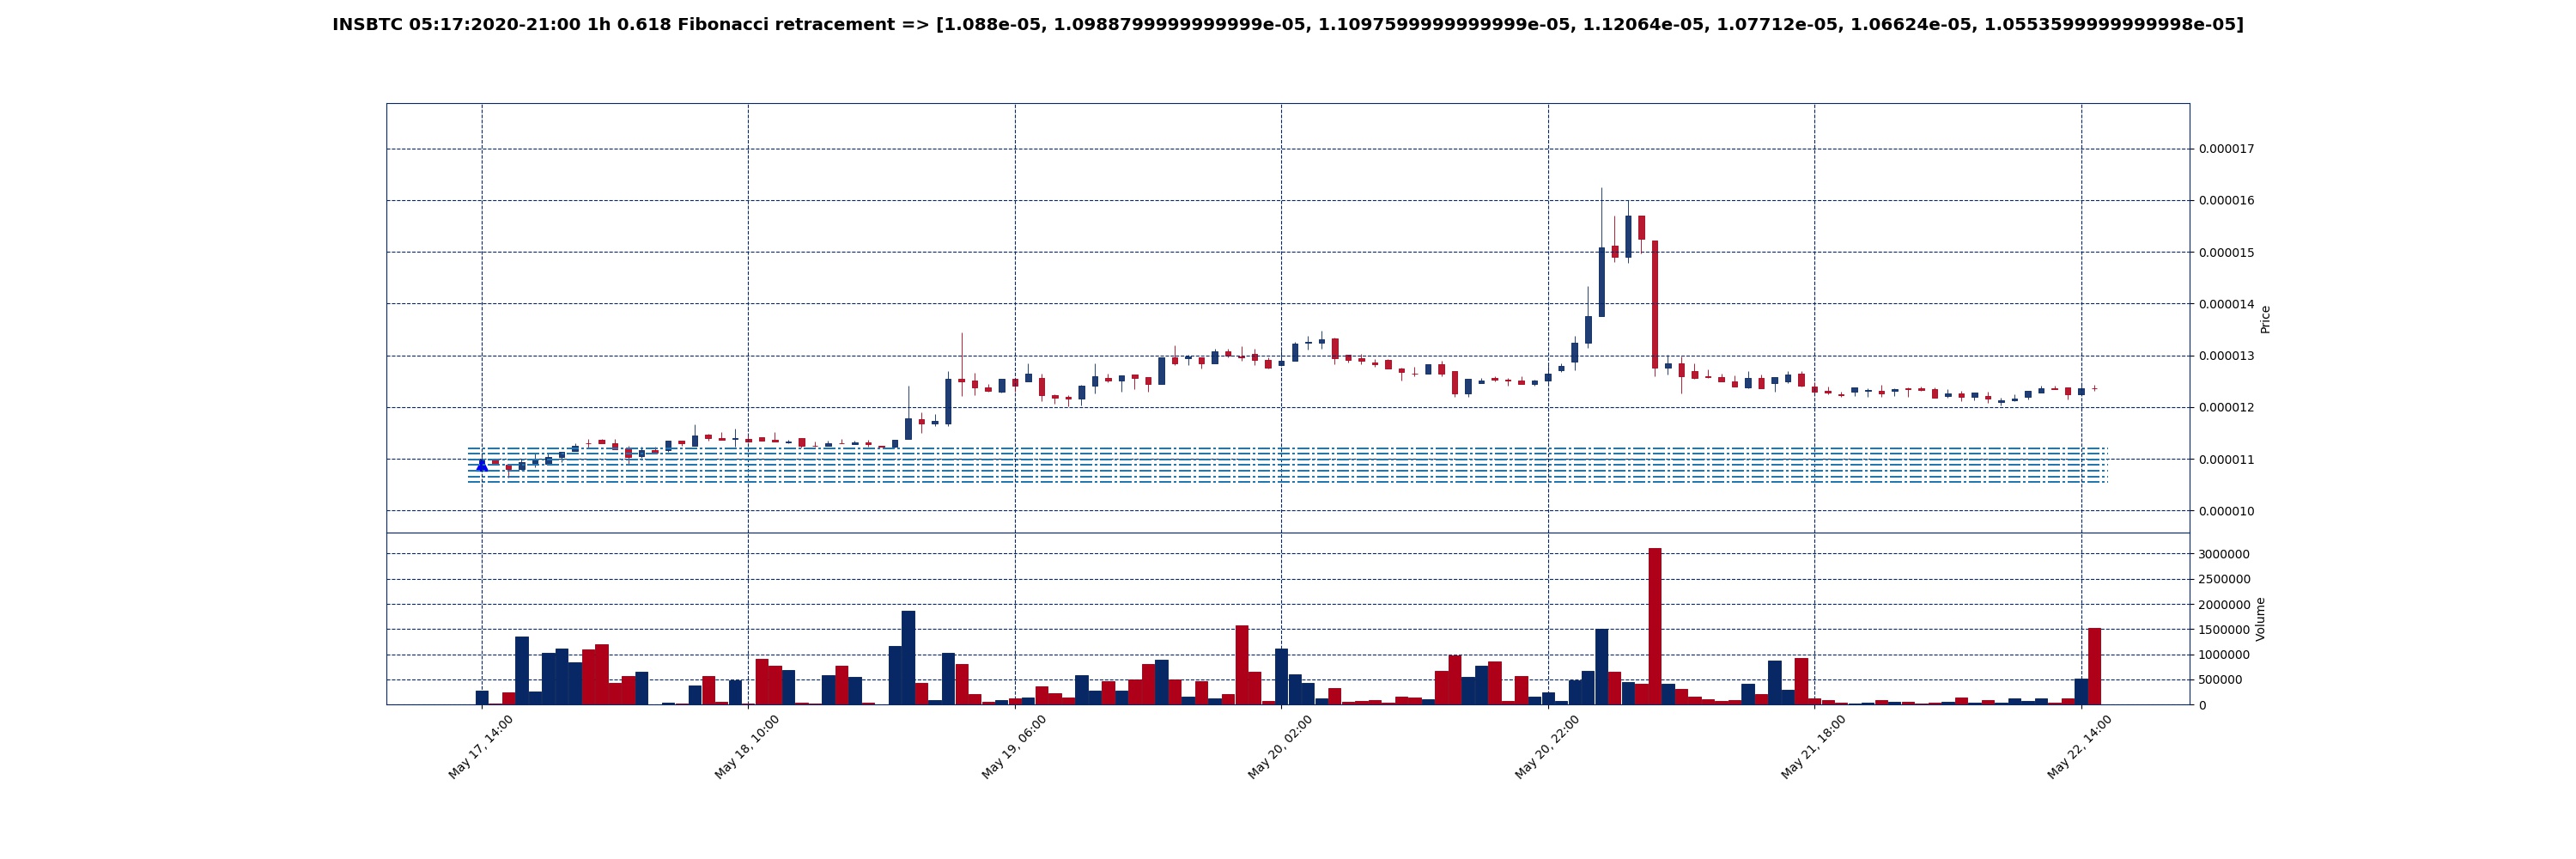 INSBTC 05:17:2020-21:00 1h 0.618 Fibonacci retracement => [1.088e-05, 1.0988799999999999e-05, 1.1097599999999999e-05, 1.12064e-05, 1.07712e-05, 1.06624e-05, 1.0553599999999998e-05]
0.000017
0.000016
0.000015
0.000014
0.000013
0.000012
0.000011
0.000010
Price
3000000
2500000
2000000
1500000
1000000
500000
0
Volume
May 17, 14:00
May 18, 10:00
May 19, 06:00
May 20, 02:00
May 20, 22:00
May 21, 18:00
May 22, 14:00